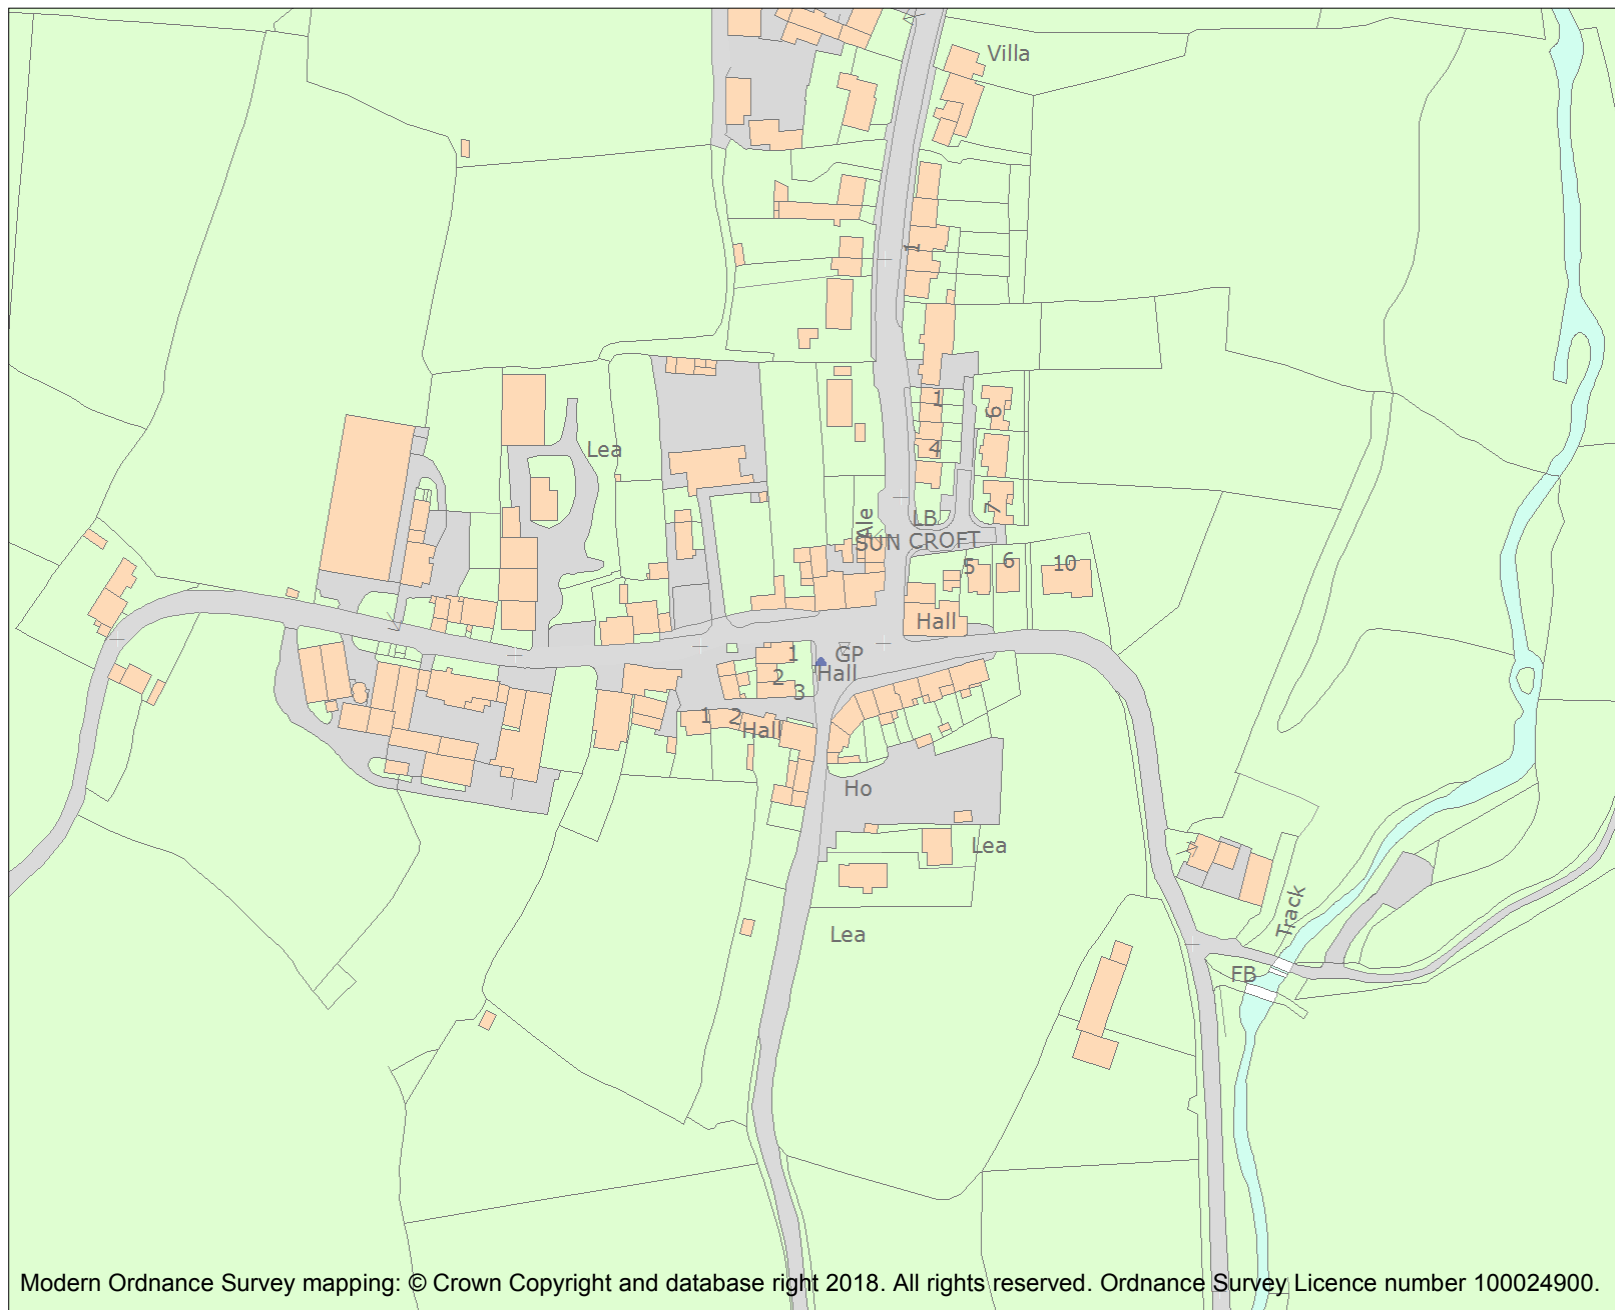 Villa
1
1
6
4
Lea
7
Ale
LB
SUN CROFT
5
6
10
Hall
1
GP
Hall
2
3
1
2
Hall
Ho
Lea
Lea
Track
FB
Modern Ordnance Survey mapping: © Crown Copyright and database right 2018. All rights reserved. Ordnance Survey Licence number 100024900.